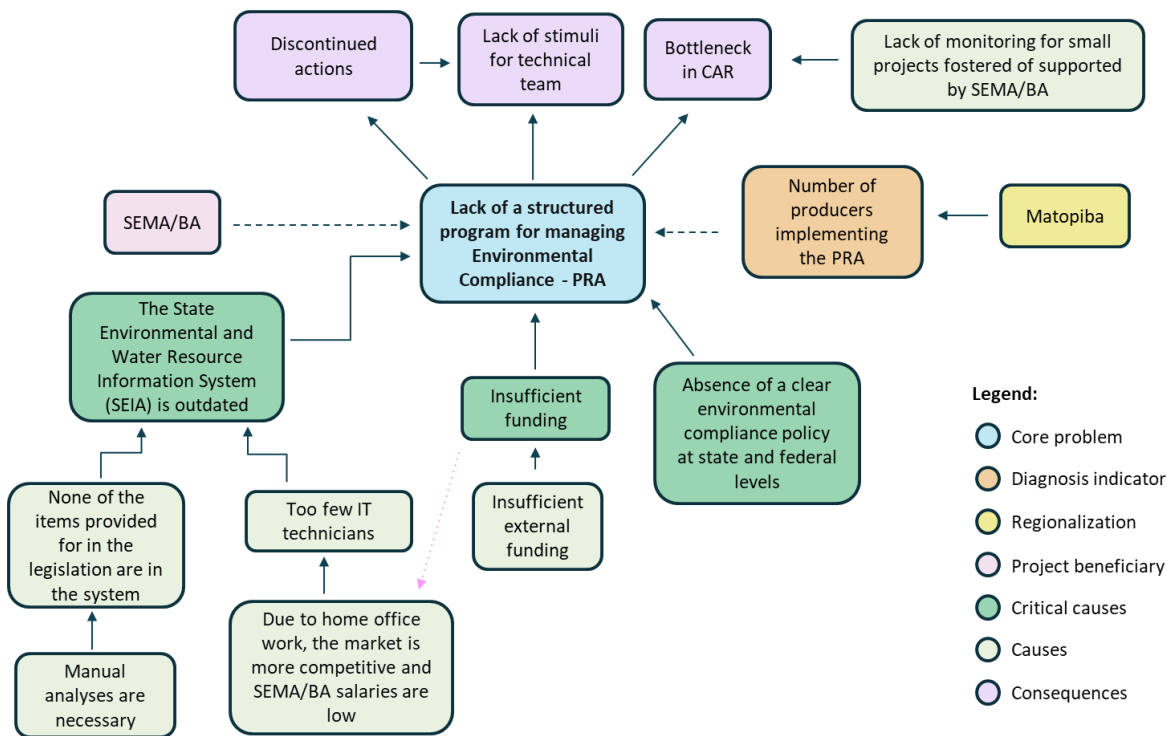 Discontinued
actions
Lack of stimuli
for technical
team
Bottleneck
in CAR
Lack of monitoring for small
projects fostered of supported
by SEMA/BA
SEMA/BA
Lack of a structured
program for managing
Environmental
Compliance - PRA
Number of
producers
implementing
the PRA
Matopiba
The State
Environmental and
Water Resource
Information System
(SEIA) is outdated
Insufficient
funding
Absence of a clear
environmental
compliance policy
at state and federal
levels
None of the
items provided
for in the
legislation are in
the system
Too few IT
technicians
Insufficient
external
funding
Manual
analyses are
necessary
Due to home office
work, the market is
more competitive and
SEMA/BA salaries are
low
Legend:
Core problem
Diagnosis indicator
Regionalization
Project beneficiary
Critical causes
Causes
Consequences